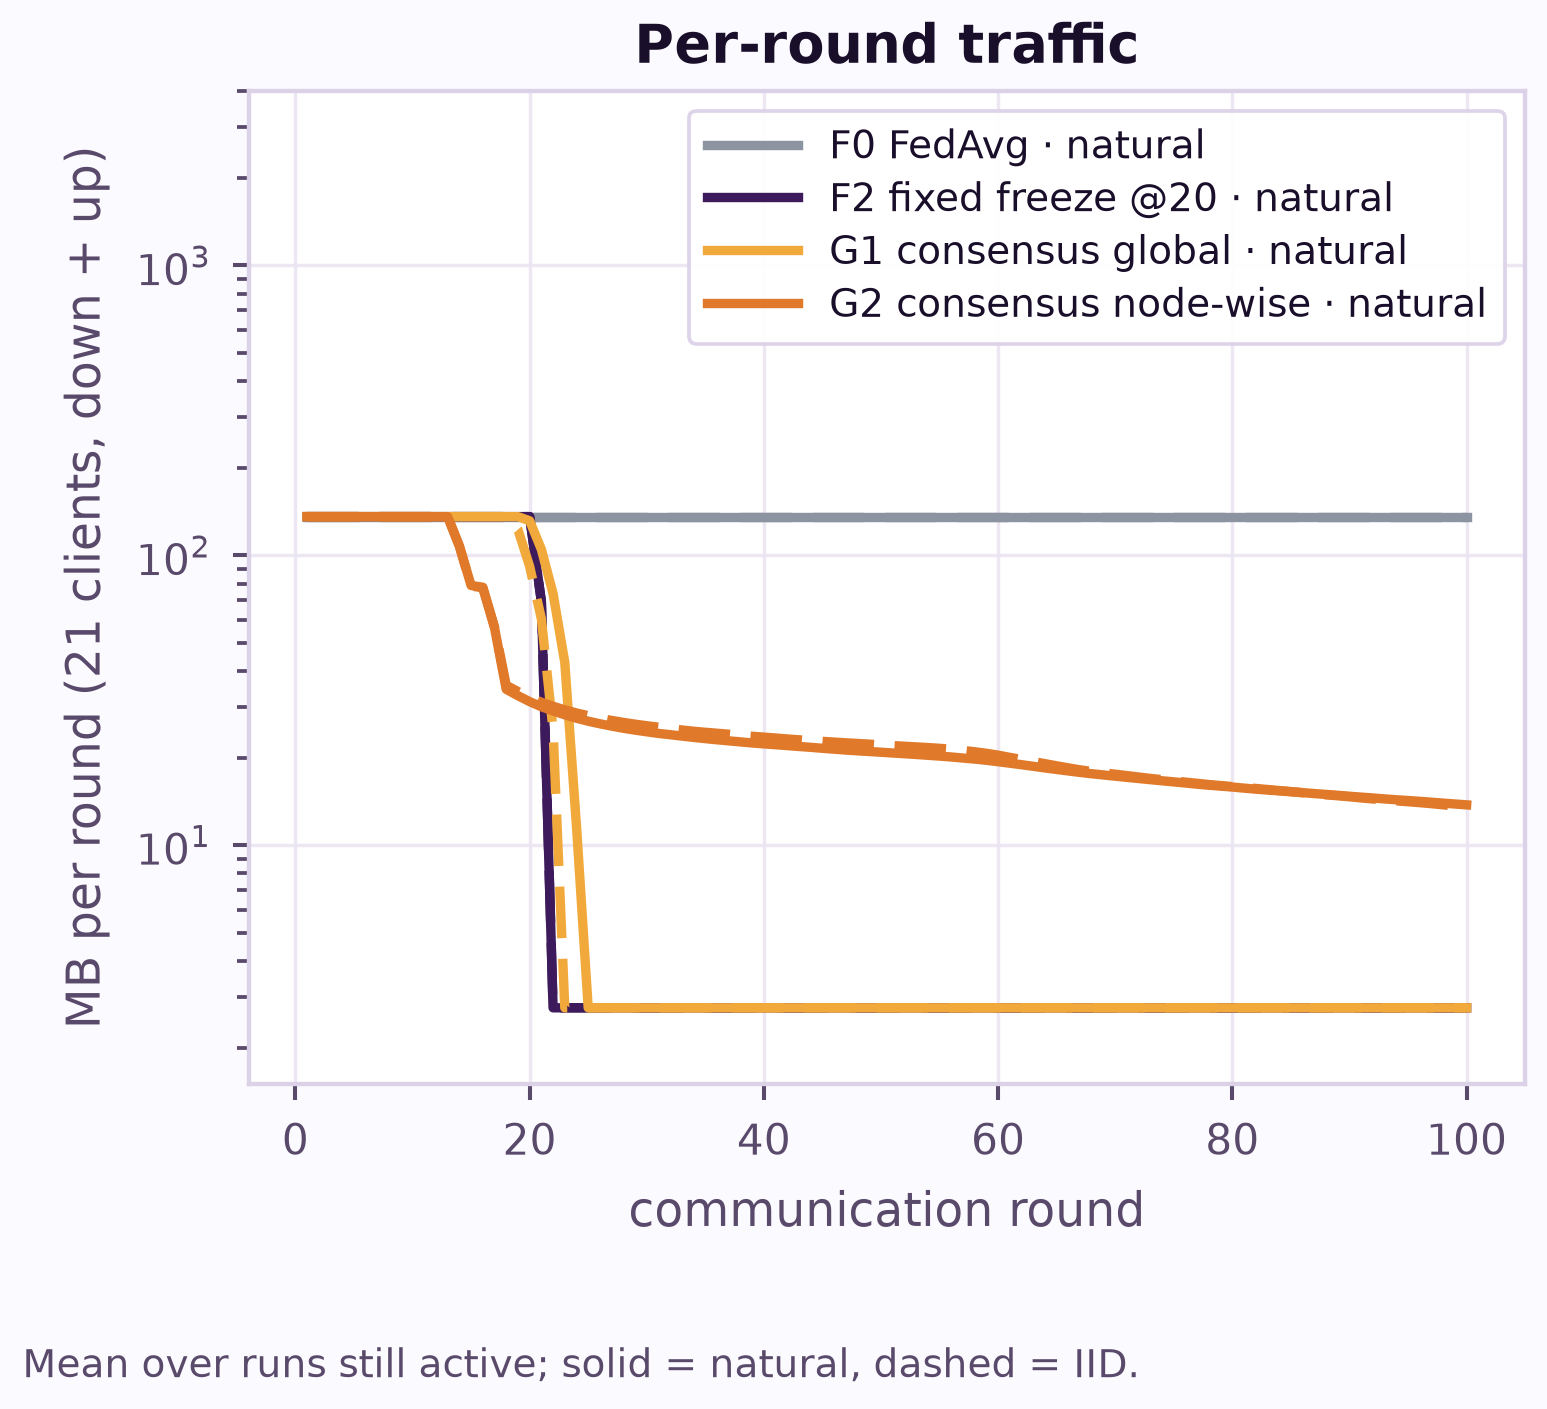 Per-round traffic
F0 FedAvg · natural
F2 fixed freeze @20 · natural
G1 consensus global · natural
G2 consensus node-wise · natural
MB per round (21 clients, down + up)
10³
10²
10¹
0 20 40 60 80 100
communication round
Mean over runs still active; solid = natural, dashed = IID.